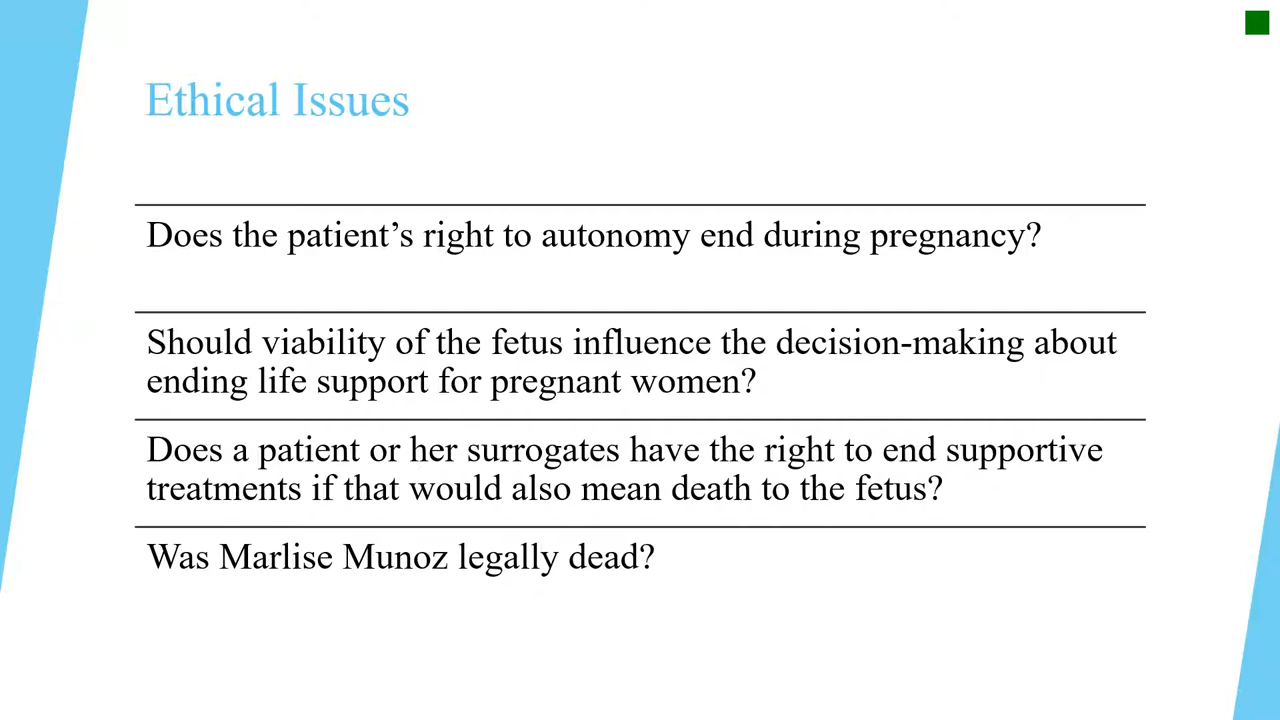 Ethical Issues
Does the patient’s right to autonomy end during pregnancy?
Should viability of the fetus influence the decision-making about
ending life support for pregnant women?
Does a patient or her surrogates have the right to end supportive
treatments if that would also mean death to the fetus?
Was Marlise Munoz legally dead?